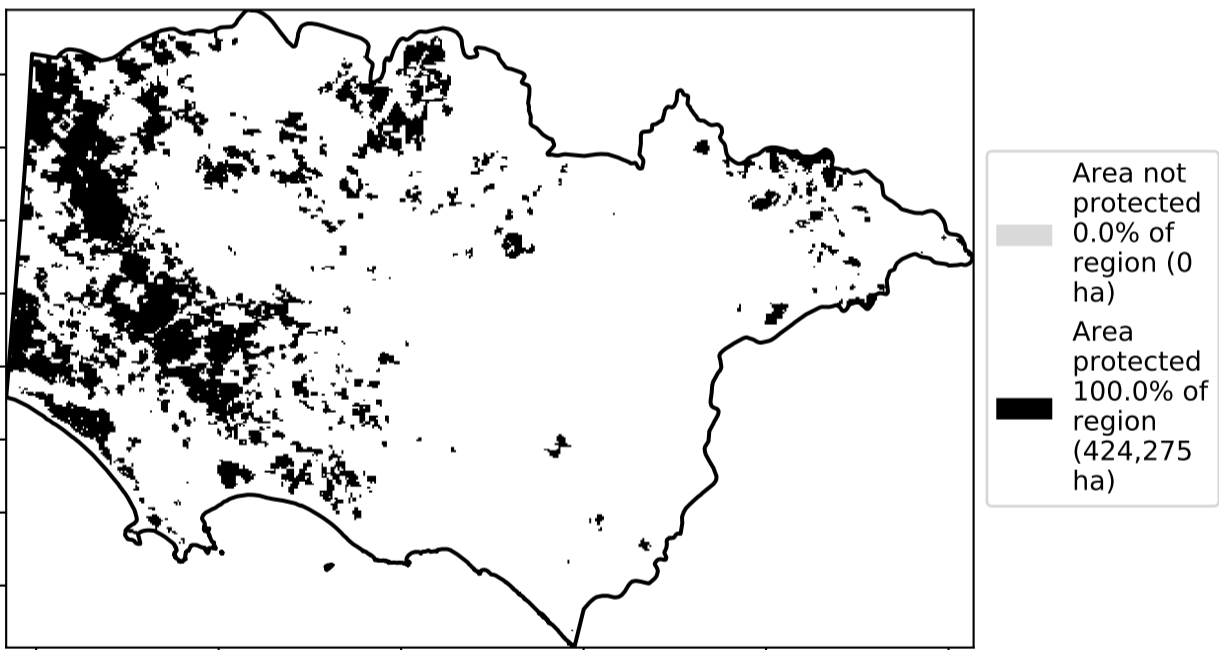 Area not
protected
0.0% of
region (0
ha)
Area
protected
100.0% of
region
(424,275
ha)